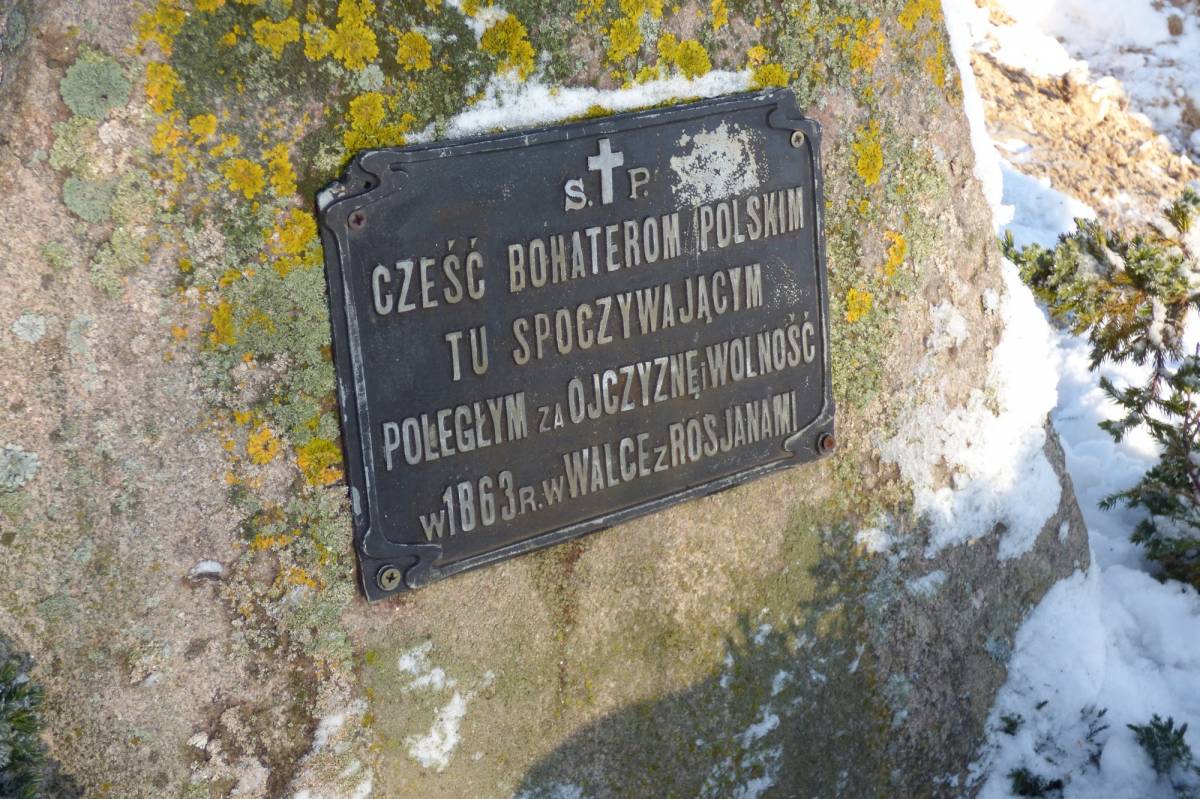 S. P.
CZEŚĆ BOHATEROM POLSKIM
TU SPOCZYWAJĄCYM
POLEGŁYM ZA OJCZYZNĘ i WOLNOŚĆ
W 1863 R. W WALCE Z ROSJANAMI